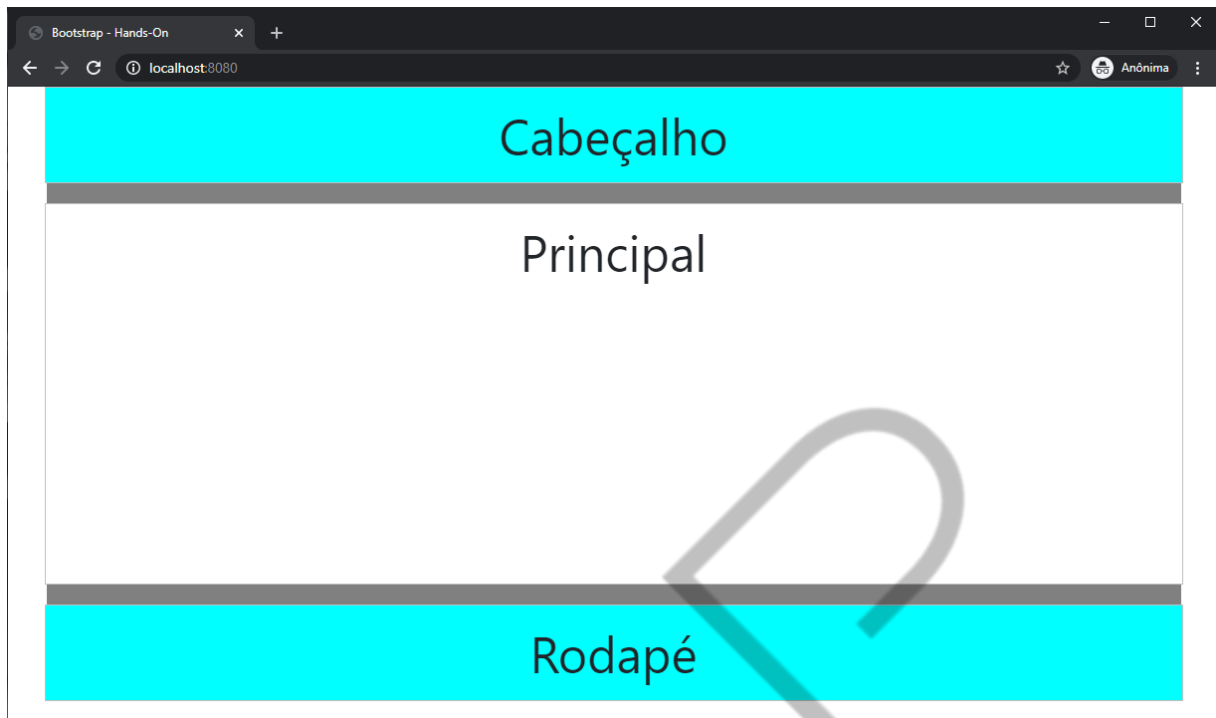 Bootstrap - Hands-On
localhost:8080
Anônima
Cabeçalho
Principal
Rodapé